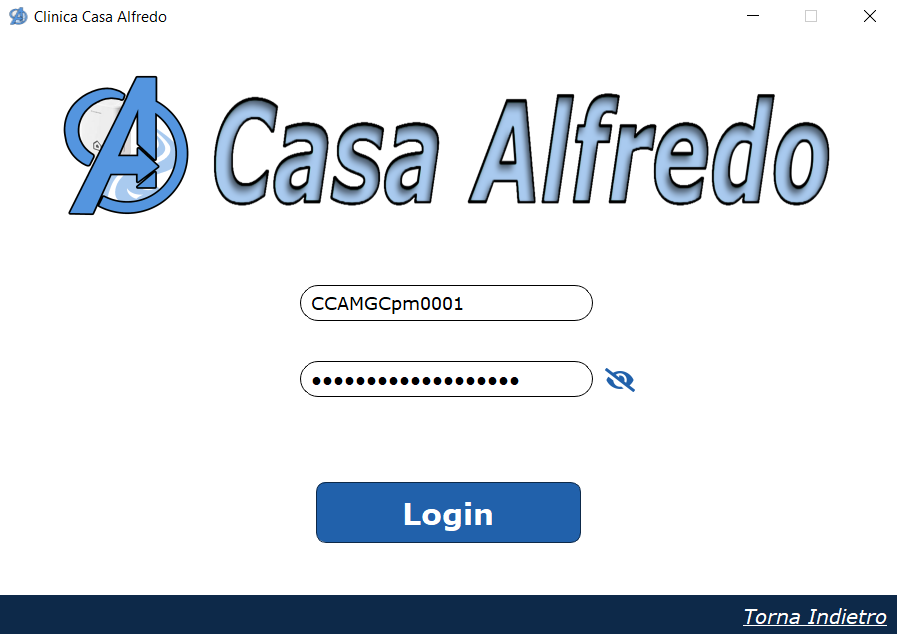 Clinica Casa Alfredo
Casa Alfredo
CCAMGCpm0001
•••••••••••••••••••
Login
Torna Indietro